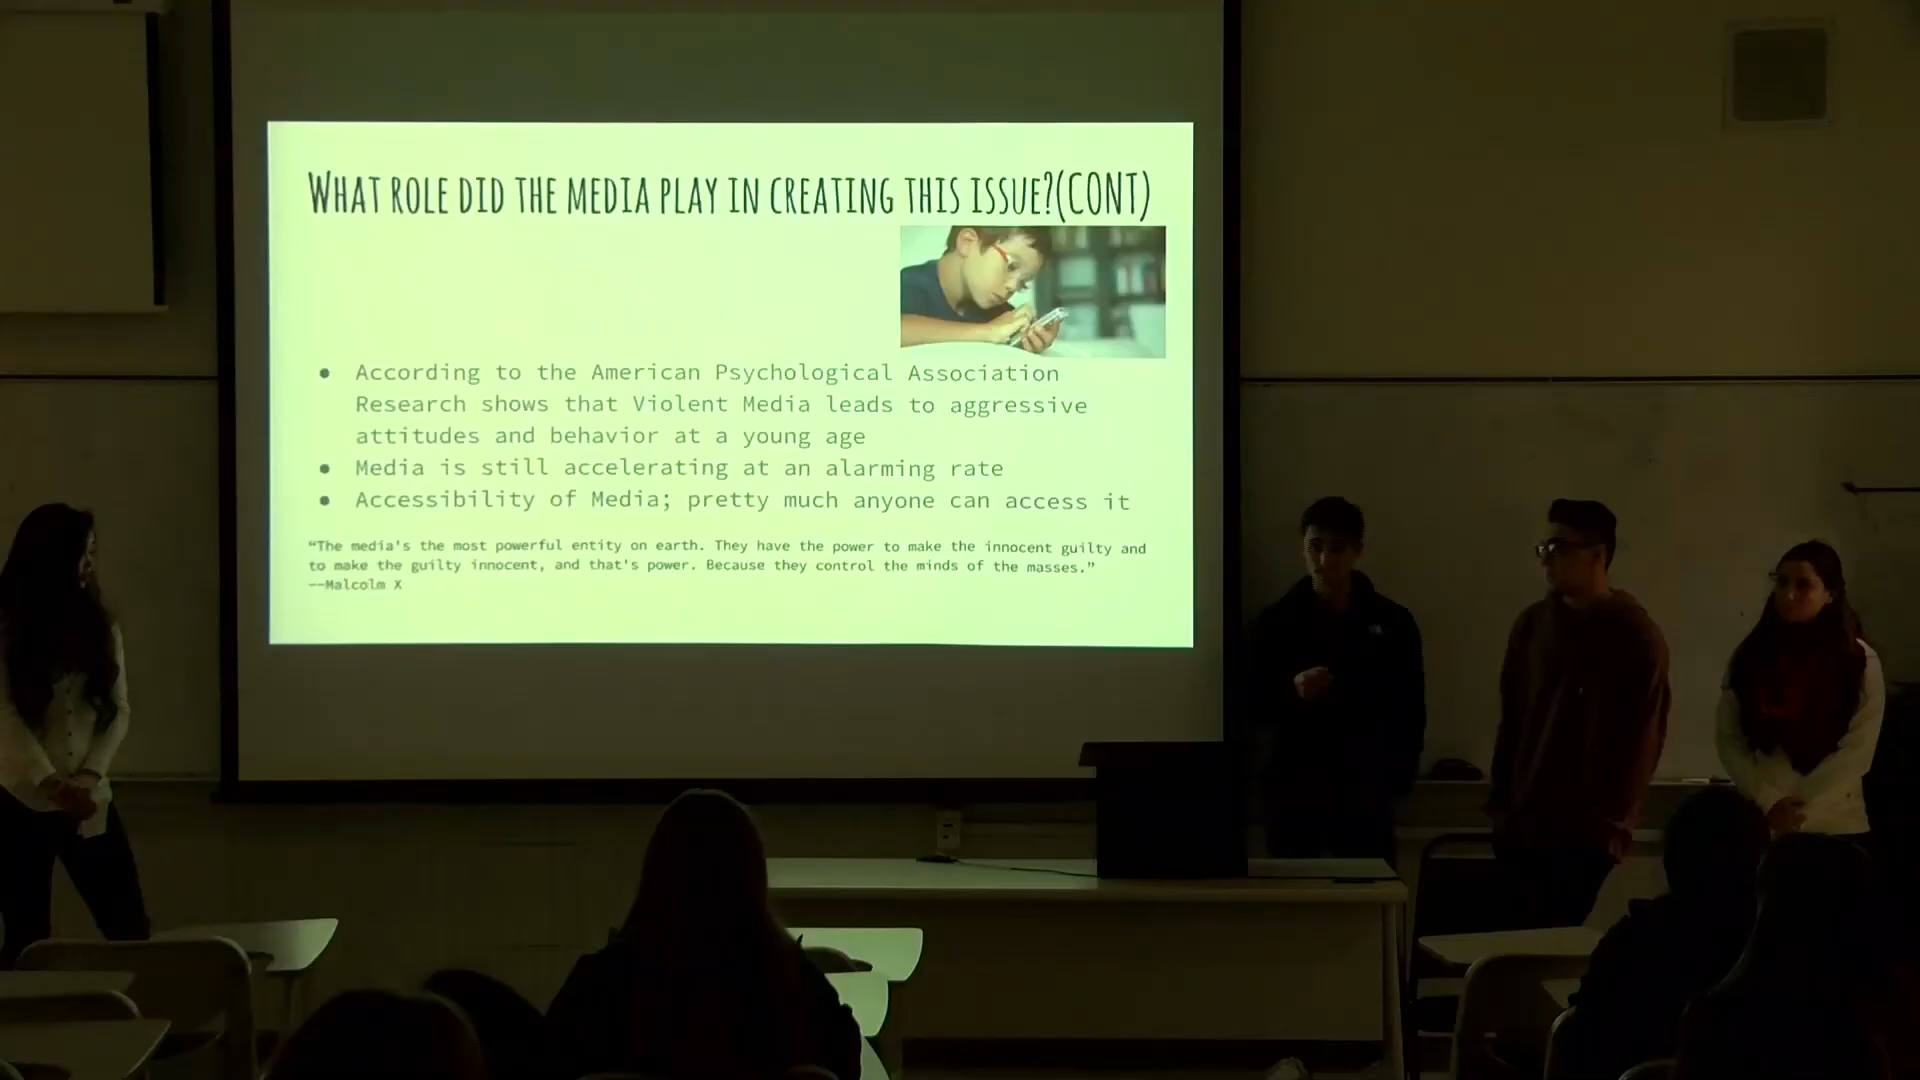 WHAT ROLE DID THE MEDIA PLAY IN CREATING THIS ISSUE?(CONT)
● According to the American Psychological Association
Research shows that Violent Media leads to aggressive
attitudes and behavior at a young age
● Media is still accelerating at an alarming rate
● Accessibility of Media; pretty much anyone can access it
“The media's the most powerful entity on earth. They have the power to make the innocent guilty and
to make the guilty innocent, and that's power. Because they control the minds of the masses.”
--Malcolm X